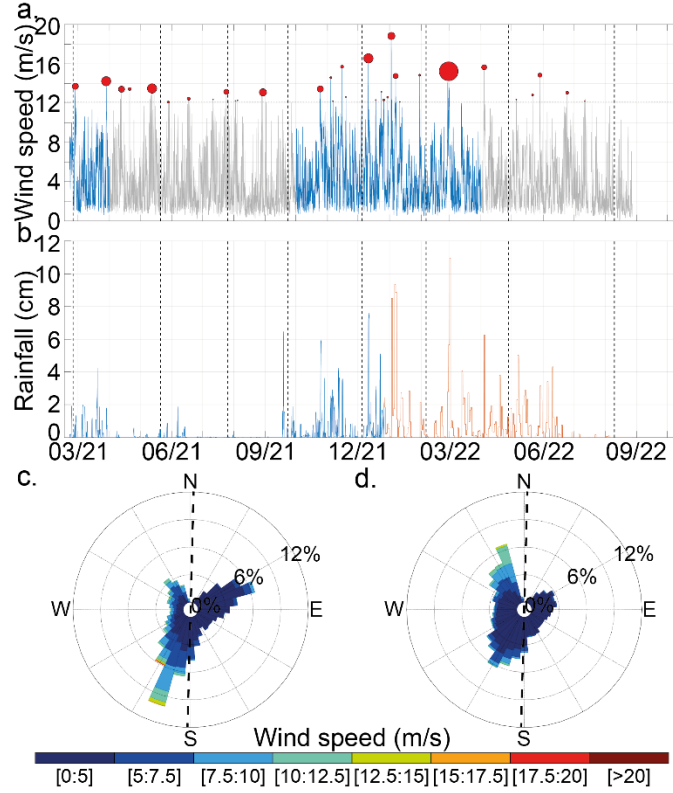 a.
Wind speed (m/s)
20
16
12
8
4
0
b
Rainfall (cm)
12
10
8
6
4
2
0
03/21 06/21 09/21 12/21 03/22 06/22 09/22
c. d.
N N
12% 12%
6% 6%
0% 0%
W E W E
S S
Wind speed (m/s)
[0:5] [5:7.5] [7.5:10] [10:12.5] [12.5:15] [15:17.5] [17.5:20] [>20]